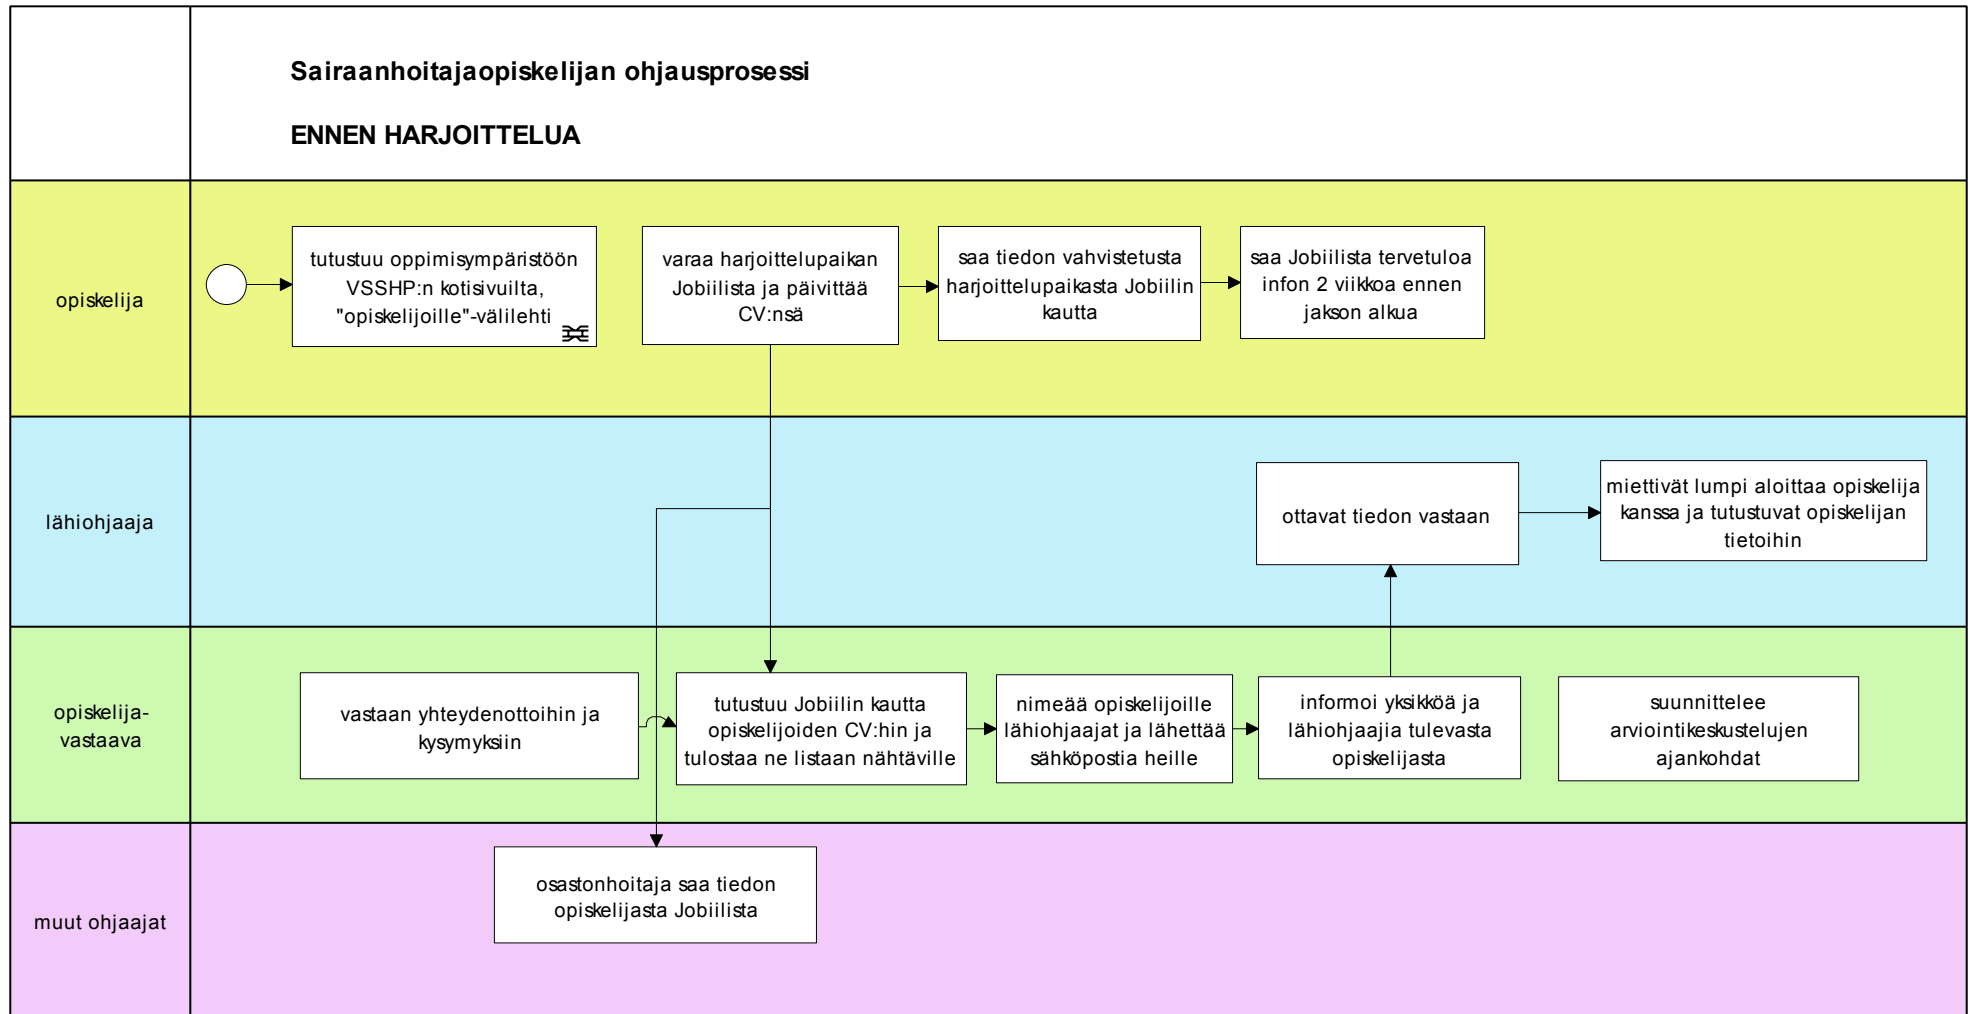 Sairaanhoitajaopiskelijan ohjausprosessi
ENNEN HARJOITTELUA
opiskelija
tutustuu oppimisympäristöön
VSSHP:n kotisivuilta,
"opiskelijoille"-välilehti
varaa harjoittelupaikan
Jobiilista ja päivittää
CV:nsä
saa tiedon vahvistetusta
harjoittelupaikasta Jobiilin
kautta
saa Jobiilista tervetuloa
infon 2 viikkoa ennen
jakson alkua
lähiohjaaja
ottavat tiedon vastaan
miettivät lumpi aloittaa opiskelija
kanssa ja tutustuvat opiskelijan
tietoihin
opiskelija-
vastaava
vastaan yhteydenottoihin ja
kysymyksiin
tutustuu Jobiilin kautta
opiskelijoiden CV:hin ja
tulostaa ne listaan nähtäville
nimeää opiskelijoille
lähiohjaajat ja lähettää
sähköpostia heille
informoi yksikköä ja
lähiohjaajia tulevasta
opiskelijasta
suunnittelee
arviointikeskustelujen
ajankohdat
muut ohjaajat
osastonhoitaja saa tiedon
opiskelijasta Jobiilista